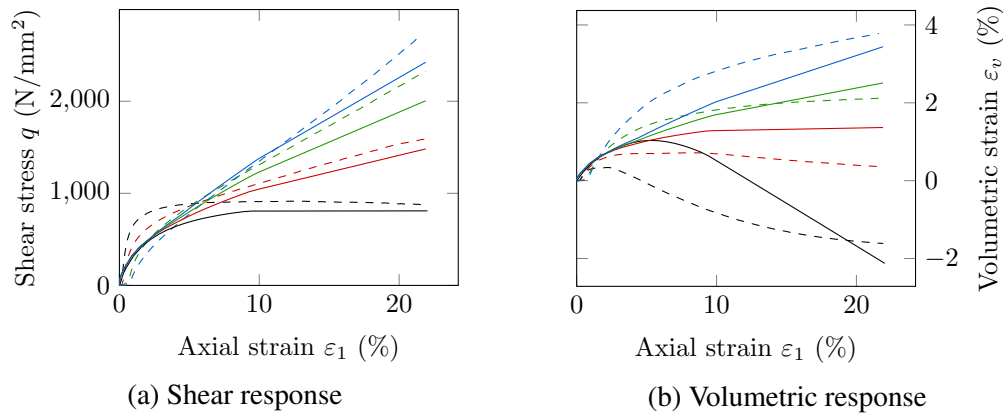 Shear stress q (N/mm²)
2,000
1,000
0
0 10 20
Axial strain ε₁ (%)
(a) Shear response
4
2
0
−2
Volumetric strain εᵥ (%)
0 10 20
Axial strain ε₁ (%)
(b) Volumetric response